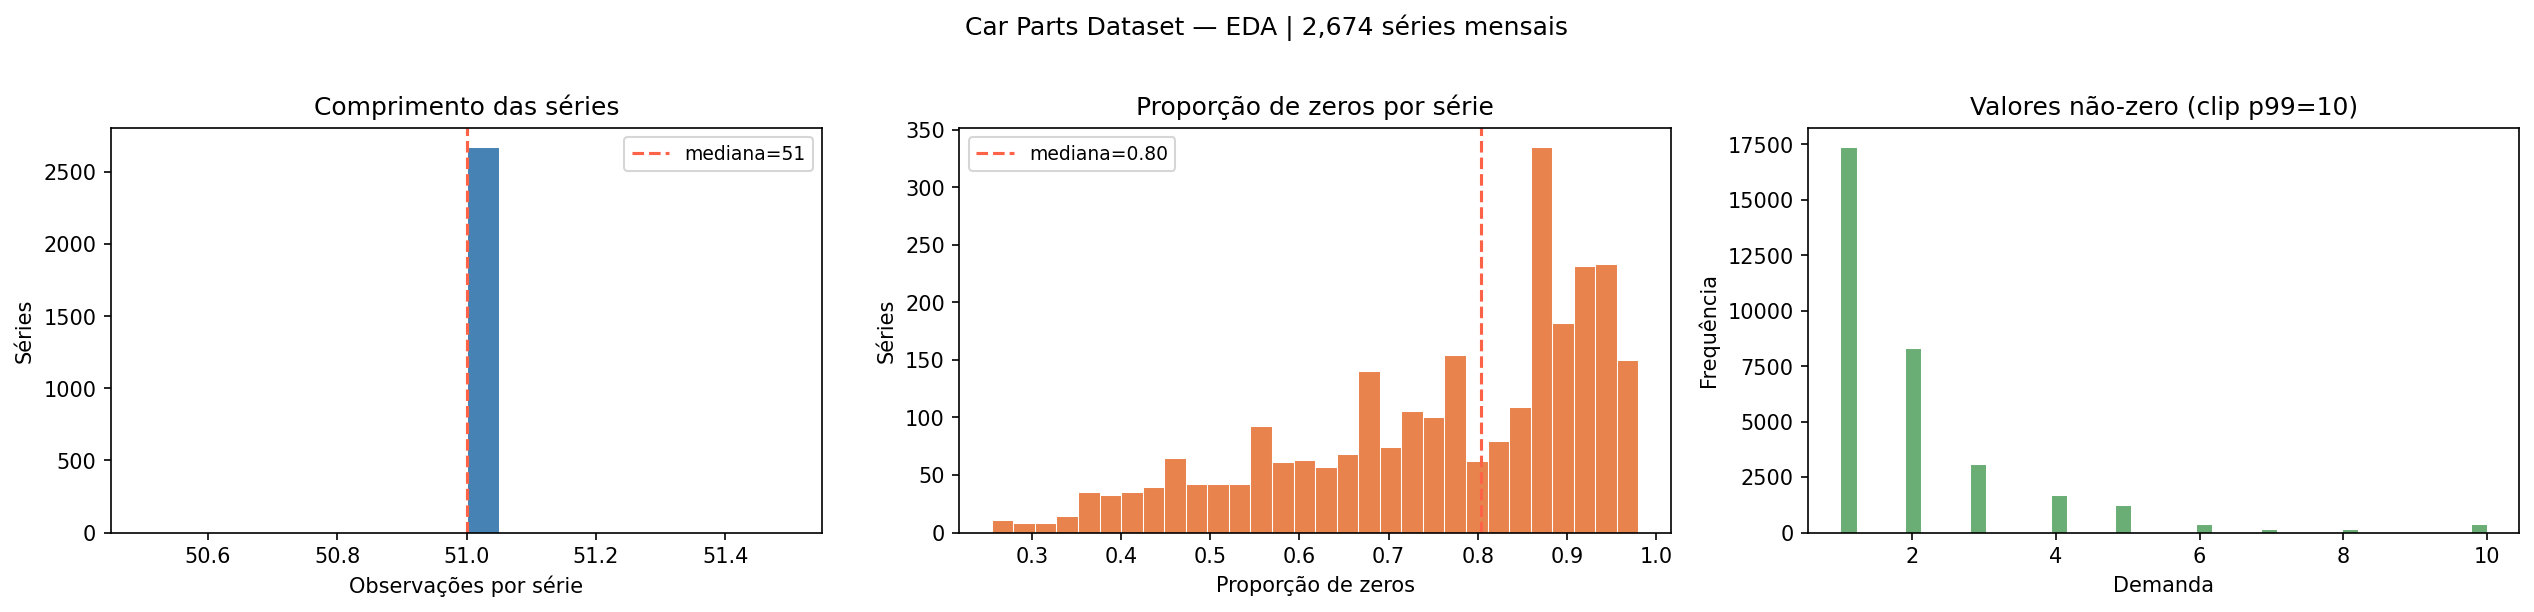 Car Parts Dataset — EDA | 2,674 séries mensais
Comprimento das séries
mediana=51
Séries
2500
2000
1500
1000
500
0
50.6 50.8 51.0 51.2 51.4
Observações por série
Proporção de zeros por série
mediana=0.80
Séries
350
300
250
200
150
100
50
0
0.3 0.4 0.5 0.6 0.7 0.8 0.9 1.0
Proporção de zeros
Valores não-zero (clip p99=10)
Frequência
17500
15000
12500
10000
7500
5000
2500
0
2 4 6 8 10
Demanda